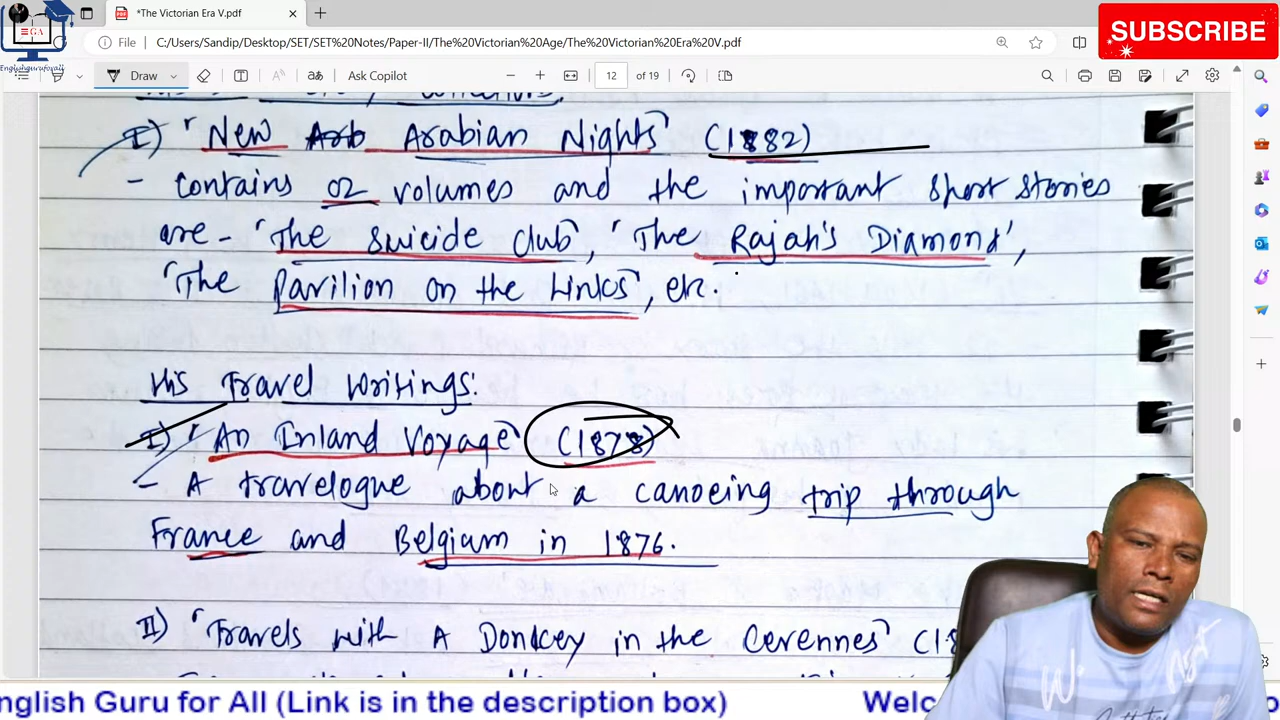 *The Victorian Era V.pdf
SUBSCRIBE
File C:/Users/Sandip/Desktop/SET/SET%20Notes/Paper-II/The%20Victorian%20Age/The%20Victorian%20Era%20V.pdf
EGA
Englishguruforall
Draw
Ask Copilot
12 of 19
I) 'New Arabian Nights' (1882)
- contains 02 volumes and the important short stories
are - 'The Suicide Club', 'The Rajah's Diamond',
'The Pavilion on the Links', etc.
His Travel Writings:
I) 'An Inland Voyage' (1878)
- A travelogue about a canoeing trip through
France and Belgium in 1876.
II) 'Travels with A Donkey in the Cevennes' (18
nglish Guru for All (Link is in the description box) Welc